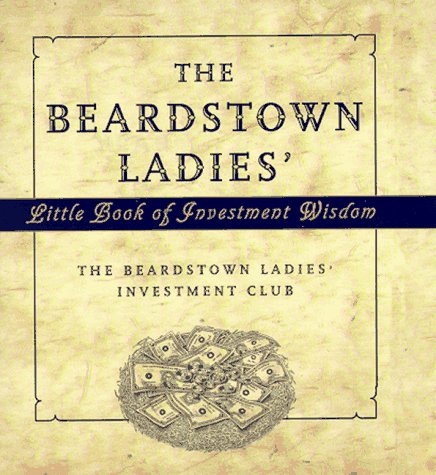 THE
BEARDSTOWN
LADIES'
Little Book of Investment Wisdom
THE BEARDSTOWN LADIES'
INVESTMENT CLUB